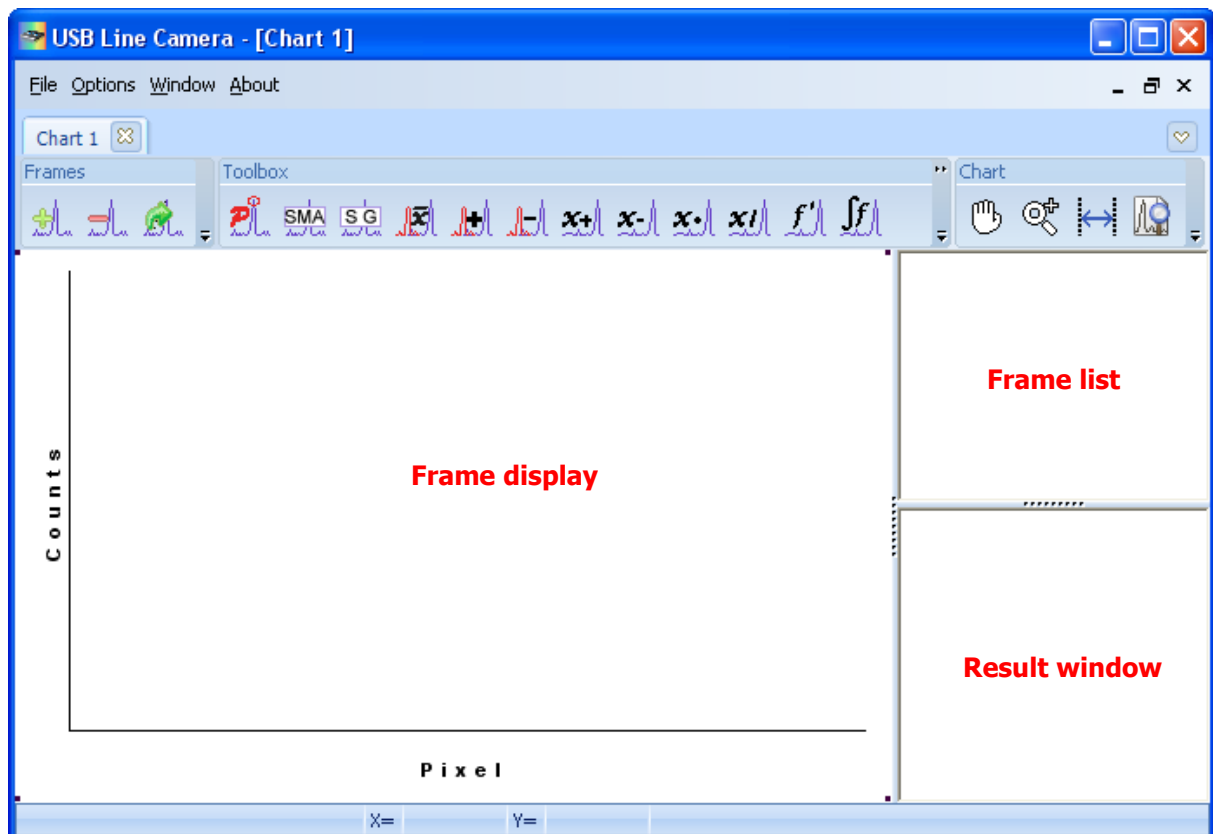 USB Line Camera - [Chart 1]
File Options Window About
Chart 1
Frames Toolbox Chart
P SMA S G x̅ + - x+ x- x• x/ f' ∫f
Frame list
Counts
Frame display
Result window
Pixel
X= Y=